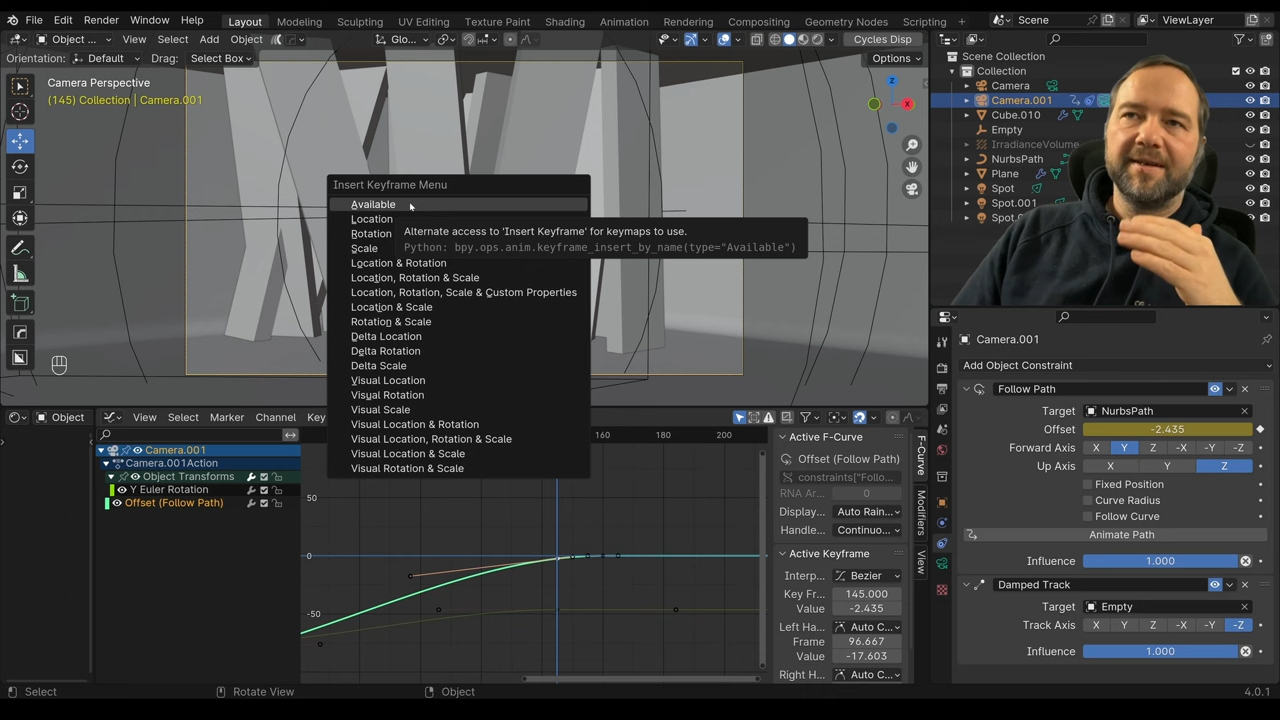 File Edit Render Window Help Layout Modeling Sculpting UV Editing Texture Paint Shading Animation Rendering Compositing Geometry Nodes Scripting + Scene ViewLayer
Object ... View Select Add Object Glo... Cycles Disp
Orientation: Default Drag: Select Box Options
Camera Perspective
(145) Collection | Camera.001
Z
X
Insert Keyframe Menu
Available
Location
Rotation
Scale
Location & Rotation
Location, Rotation & Scale
Location, Rotation, Scale & Custom Properties
Location & Scale
Rotation & Scale
Delta Location
Delta Rotation
Delta Scale
Visual Location
Visual Rotation
Visual Scale
Visual Location & Rotation
Visual Location, Rotation & Scale
Visual Location & Scale
Visual Rotation & Scale
Alternate access to 'Insert Keyframe' for keymaps to use.
Python: bpy.ops.anim.keyframe_insert_by_name(type="Available")
Scene Collection
Collection
Camera
Camera.001
Cube.010
Empty
IrradianceVolume
NurbsPath
Plane
Spot
Spot.001
Spot.0
Camera.001
Add Object Constraint
Follow Path
Target NurbsPath
Offset -2.435
Forward Axis X Y Z -X -Y -Z
Up Axis X Y Z
Fixed Position
Curve Radius
Follow Curve
Animate Path
Influence 1.000
Damped Track
Target Empty
Track Axis X Y Z -X -Y -Z
Influence 1.000
Object View Select Marker Channel Key
Camera.001
Camera.001Action
Object Transforms
Y Euler Rotation
Offset (Follow Path)
160 180 200
50
0
-50
Active F-Curve
Offset (Follow Path)
constraints["Follo...
RNA Ar... 0
Display... Auto Rain...
Handle... Continuo...
Active Keyframe
Interp... Bezier
Key Fr... 145.000
Value -2.435
Left Ha... Auto C...
Frame 96.667
Value -17.603
Right H... Auto C...
F-Curve
Modifiers
View
Select Rotate View Object 4.0.1